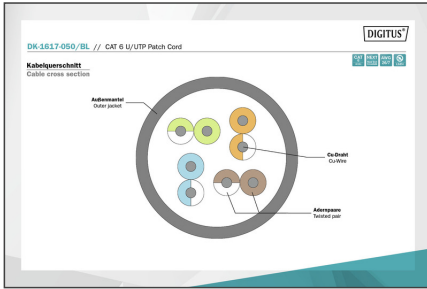 DIGITUS®
DK-1617-050/BL // CAT 6 U/UTP Patch Cord
Kabelquerschnitt
Cable cross section
Außenmantel
Outer jacket
Cu-Draht
Cu-Wire
Aderpaare
Twisted pair